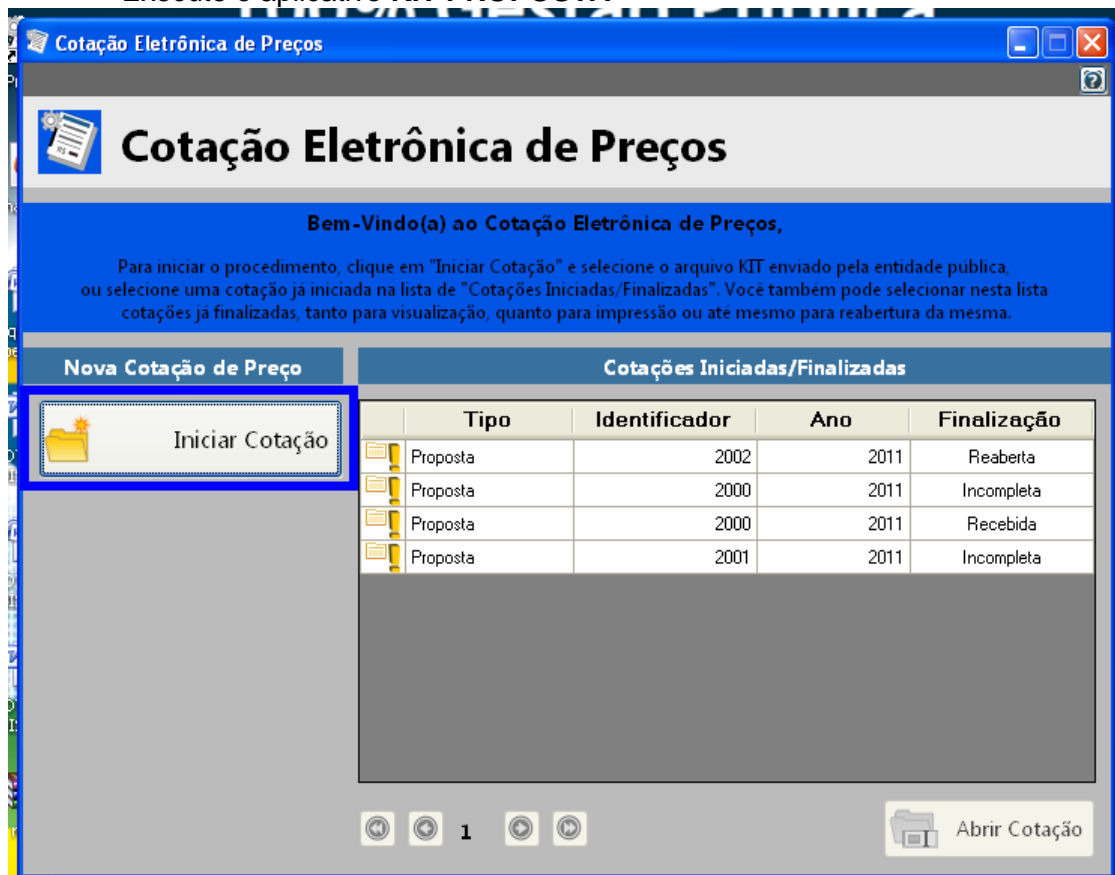 Execute o aplicativo KIT PROPOSTA
Cotação Eletrônica de Preços
Cotação Eletrônica de Preços
Bem-Vindo(a) ao Cotação Eletrônica de Preços,
Para iniciar o procedimento, clique em "Iniciar Cotação" e selecione o arquivo KIT enviado pela entidade pública,
ou selecione uma cotação já iniciada na lista de "Cotações Iniciadas/Finalizadas". Você também pode selecionar nesta lista
cotações já finalizadas, tanto para visualização, quanto para impressão ou até mesmo para reabertura da mesma.
Nova Cotação de Preço
Cotações Iniciadas/Finalizadas
Iniciar Cotação
Tipo Identificador Ano Finalização
Proposta 2002 2011 Reaberta
Proposta 2000 2011 Incompleta
Proposta 2000 2011 Recebida
Proposta 2001 2011 Incompleta
1
Abrir Cotação